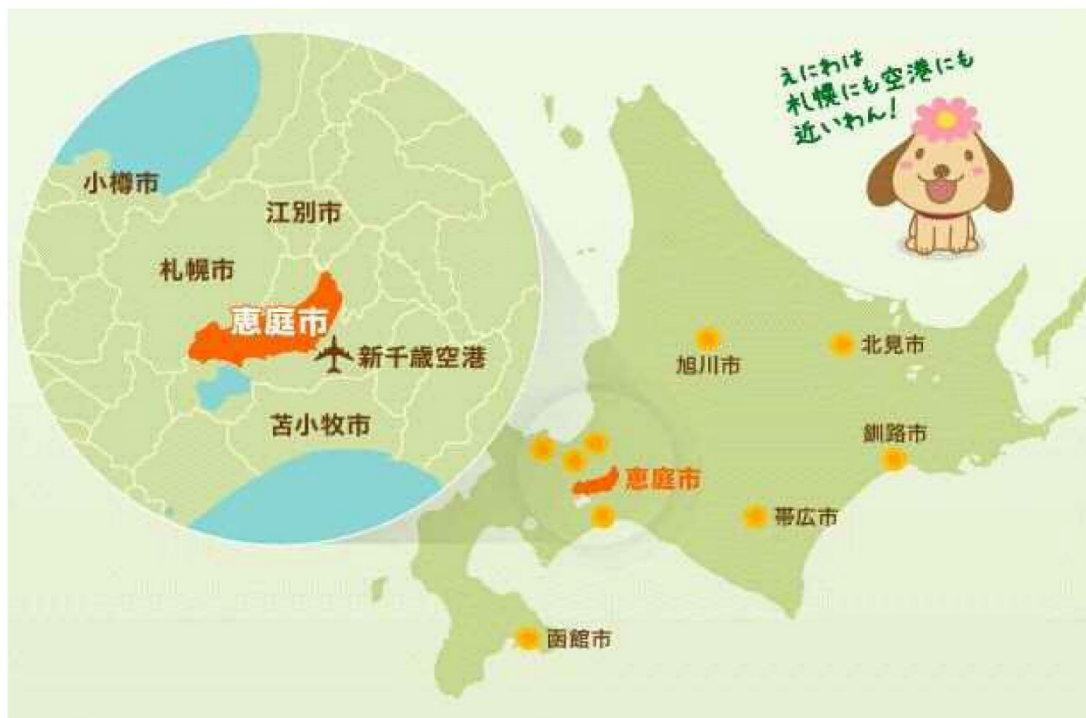 えにわは
札幌にも空港にも
近いわん!
小樽市
江別市
札幌市
恵庭市
新千歳空港
苫小牧市
旭川市
北見市
釧路市
恵庭市
帯広市
函館市